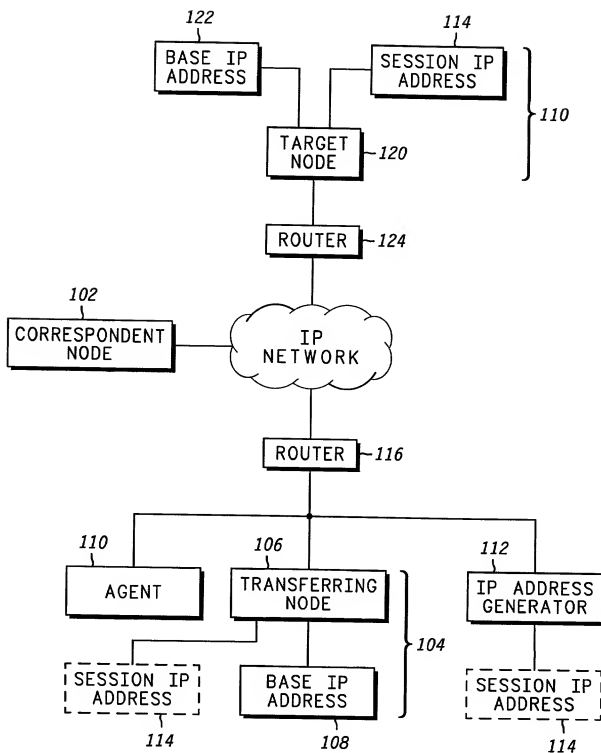 122
BASE IP
ADDRESS
114
SESSION IP
ADDRESS
110
TARGET
NODE
120
ROUTER
124
102
CORRESPONDENT
NODE
IP
NETWORK
ROUTER
116
110
AGENT
106
TRANSFERRING
NODE
112
IP ADDRESS
GENERATOR
104
SESSION IP
ADDRESS
114
BASE IP
ADDRESS
108
SESSION IP
ADDRESS
114